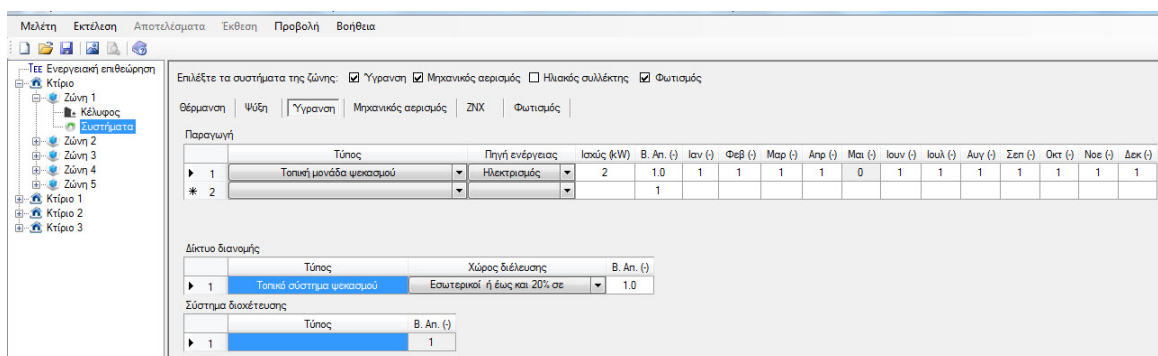 Μελέτη Εκτέλεση Αποτελέσματα Έκθεση Προβολή Βοήθεια
ΤΕΕ Ενεργειακή επιθεώρηση
Κτίριο
Ζώνη 1
Κέλυφος
Συστήματα
Ζώνη 2
Ζώνη 3
Ζώνη 4
Ζώνη 5
Κτίριο 1
Κτίριο 2
Κτίριο 3
Επιλέξτε τα συστήματα της ζώνης: Ύγρανση Μηχανικός αερισμός Ηλιακός συλλέκτης Φωτισμός
Θέρμανση Ψύξη Ύγρανση Μηχανικός αερισμός ΖΝΧ Φωτισμός
Παραγωγή
Τύπος Πηγή ενέργειας Ισχύς (kW) Β. Απ. (-) Ιαν (-) Φεβ (-) Μαρ (-) Απρ (-) Μαι (-) Ιουν (-) Ιουλ (-) Αυγ (-) Σεπ (-) Οκτ (-) Νοε (-) Δεκ (-)
1 Τοπική μονάδα ψεκασμού Ηλεκτρισμός 2 1.0 1 1 1 1 0 1 1 1 1 1 1 1
2 1
Δίκτυο διανομής
Τύπος Χώρος διέλευσης Β. Απ. (-)
1 Τοπικό σύστημα ψεκασμού Εσωτερικοί ή έως και 20% σε 1.0
Σύστημα διοχέτευσης
Τύπος Β. Απ. (-)
1 1